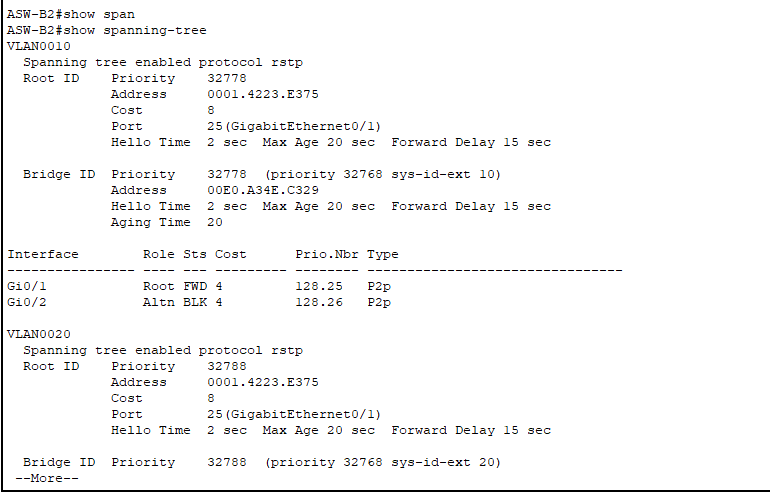 ASW-B2#show span
ASW-B2#show spanning-tree
VLAN0010
  Spanning tree enabled protocol rstp
  Root ID    Priority    32778
             Address     0001.4223.E375
             Cost        8
             Port        25(GigabitEthernet0/1)
             Hello Time  2 sec  Max Age 20 sec  Forward Delay 15 sec

  Bridge ID  Priority    32778  (priority 32768 sys-id-ext 10)
             Address     00E0.A34E.C329
             Hello Time  2 sec  Max Age 20 sec  Forward Delay 15 sec
             Aging Time  20

Interface        Role Sts Cost      Prio.Nbr Type
---------------- ---- --- --------- -------- --------------------------------
Gi0/1            Root FWD 4         128.25   P2p
Gi0/2            Altn BLK 4         128.26   P2p

VLAN0020
  Spanning tree enabled protocol rstp
  Root ID    Priority    32788
             Address     0001.4223.E375
             Cost        8
             Port        25(GigabitEthernet0/1)
             Hello Time  2 sec  Max Age 20 sec  Forward Delay 15 sec

  Bridge ID  Priority    32788  (priority 32768 sys-id-ext 20)
 --More--